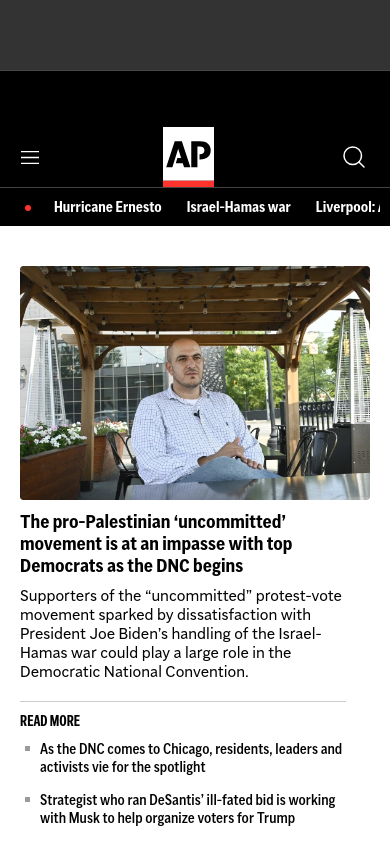 AP
Hurricane Ernesto Israel-Hamas war Liverpool:
The pro-Palestinian ‘uncommitted’
movement is at an impasse with top
Democrats as the DNC begins
Supporters of the “uncommitted” protest-vote
movement sparked by dissatisfaction with
President Joe Biden’s handling of the Israel-
Hamas war could play a large role in the
Democratic National Convention.
READ MORE
As the DNC comes to Chicago, residents, leaders and
activists vie for the spotlight
Strategist who ran DeSantis’ ill-fated bid is working
with Musk to help organize voters for Trump